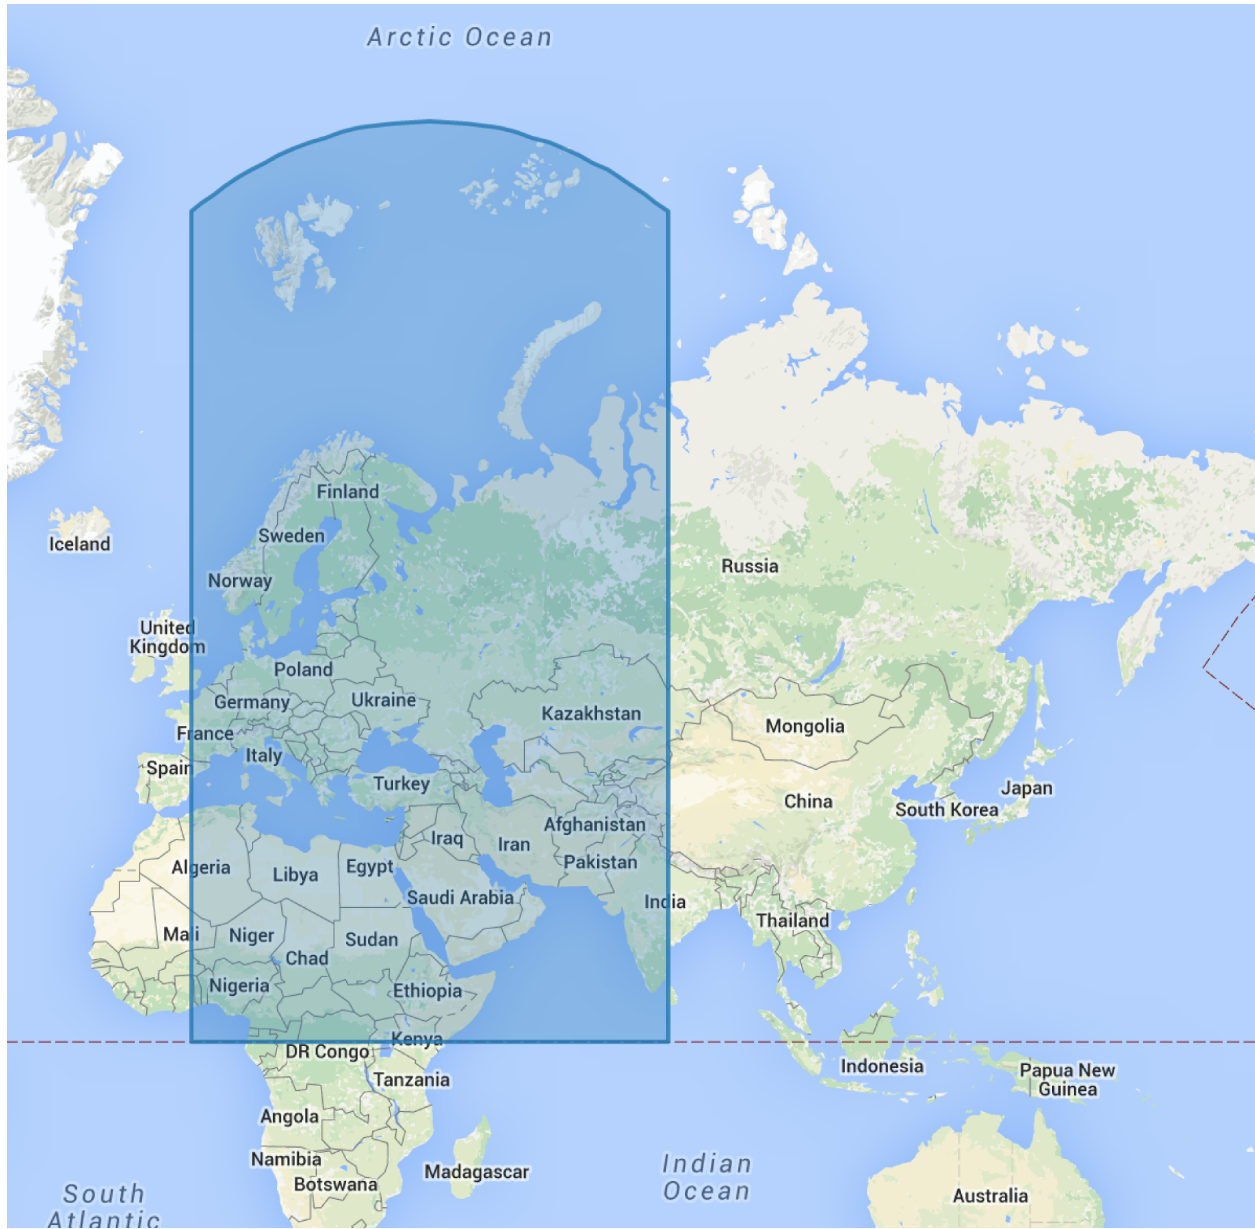 Arctic Ocean
Finland
Iceland
Sweden
Russia
Norway
United
Kingdom
Poland
Germany
Ukraine
Kazakhstan
Mongolia
France
Italy
Spain
Turkey
Japan
China
South Korea
Afghanistan
Iraq
Iran
Algeria
Libya
Egypt
Pakistan
Saudi Arabia
India
Thailand
Mali
Niger
Sudan
Chad
Nigeria
Ethiopia
Kenya
DR Congo
Indonesia
Papua New
Guinea
Tanzania
Angola
Namibia
Botswana
Madagascar
Indian
Ocean
Australia
South
Atlantic